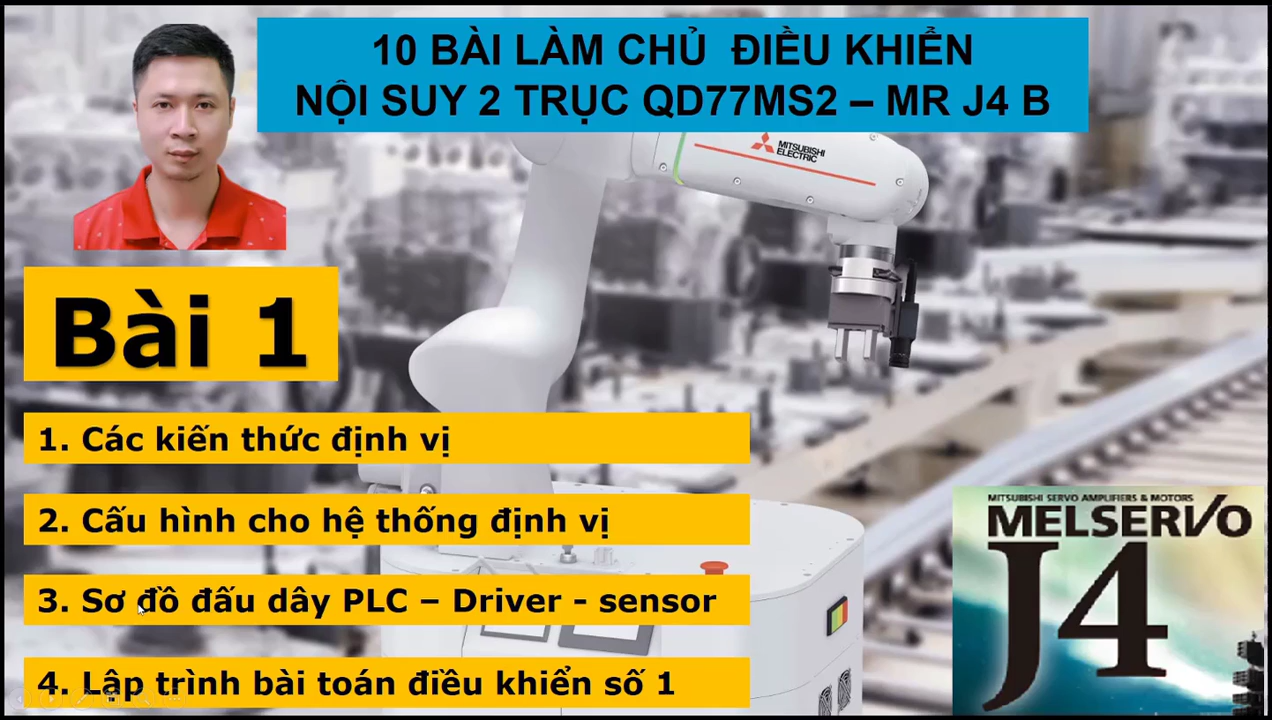 10 BÀI LÀM CHỦ ĐIỀU KHIỂN
NỘI SUY 2 TRỤC QD77MS2 – MR J4 B
MITSUBISHI
ELECTRIC
Bài 1
1. Các kiến thức định vị
2. Cấu hình cho hệ thống định vị
3. Sơ đồ đấu dây PLC – Driver - sensor
4. Lập trình bài toán điều khiển số 1
MITSUBISHI SERVO AMPLIFIERS & MOTORS
MELSERVO
J4